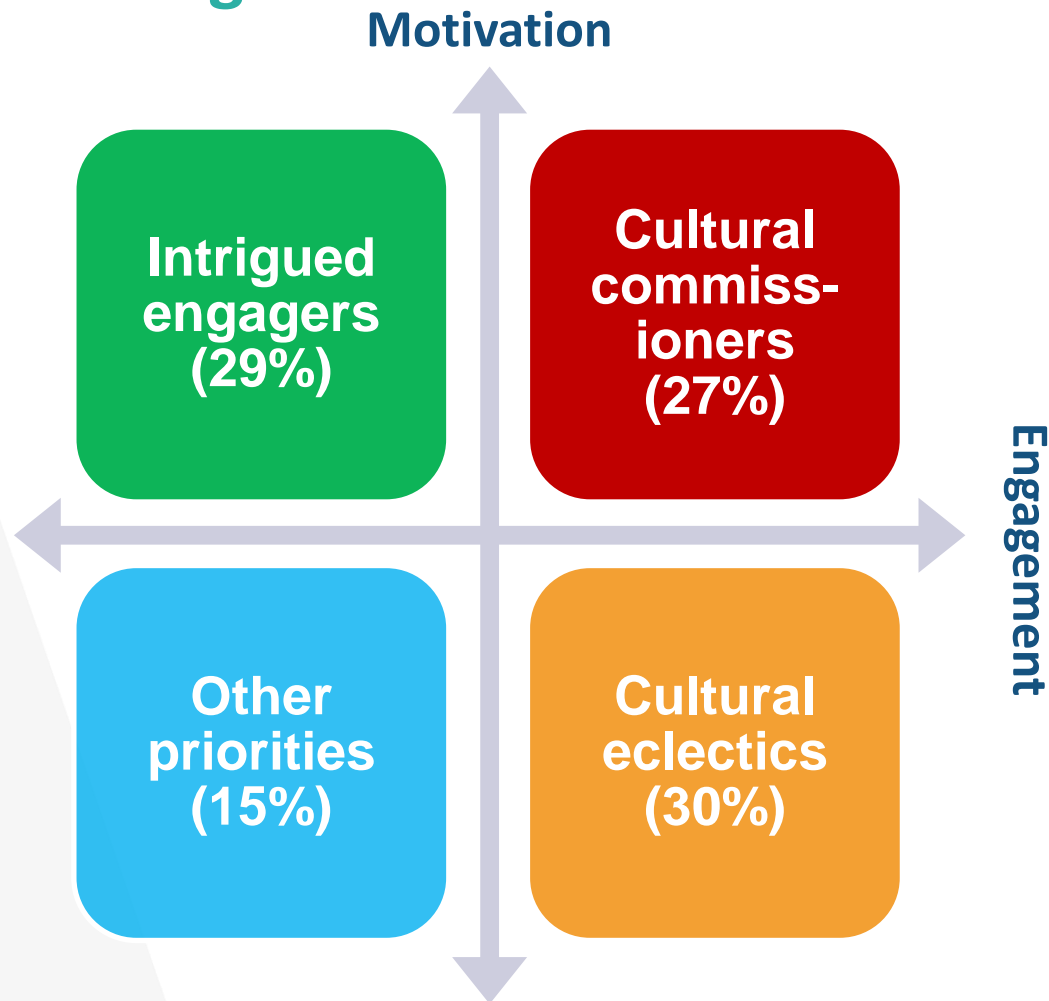 Motivation
Intrigued
engagers
(29%)
Cultural
commiss-
ioners
(27%)
Engagement
Other
priorities
(15%)
Cultural
eclectics
(30%)